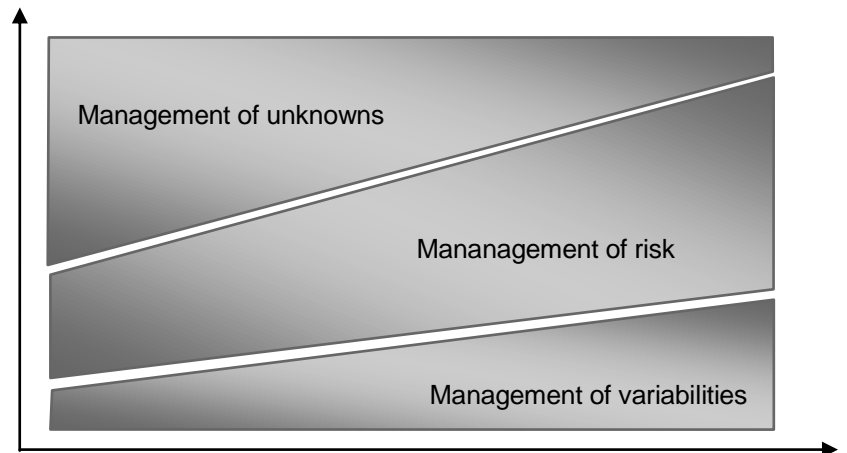 Management of unknowns
Mananagement of risk
Management of variabilities